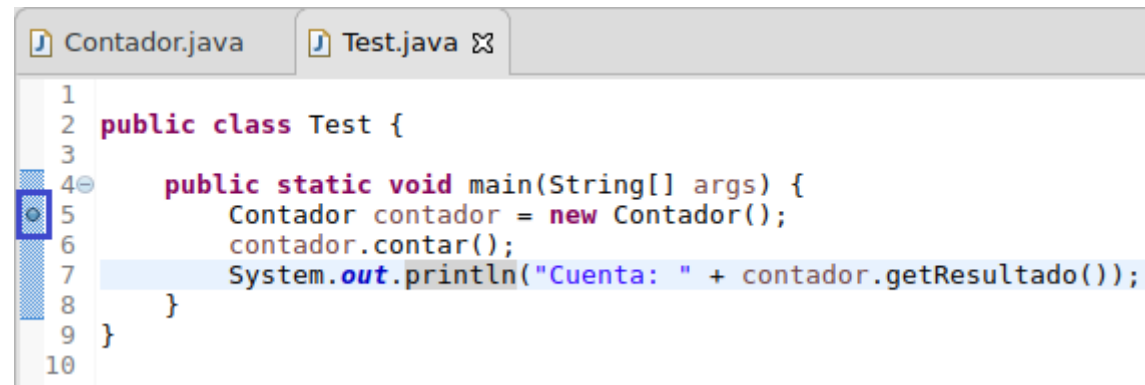 Contador.java Test.java
1
2 public class Test {
3
4 public static void main(String[] args) {
5 Contador contador = new Contador();
6 contador.contar();
7 System.out.println("Cuenta: " + contador.getResultado());
8 }
9 }
10